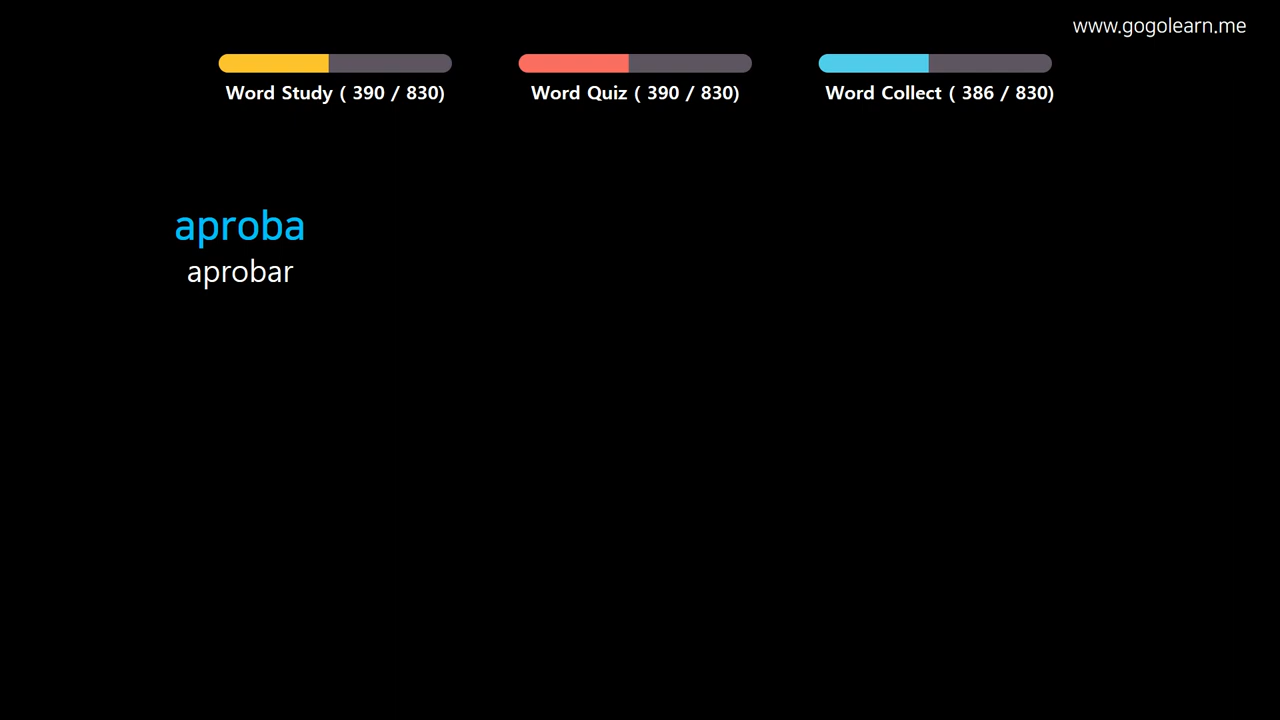 www.gogolearn.me
Word Study ( 390 / 830)
Word Quiz ( 390 / 830)
Word Collect ( 386 / 830)
aproba
aprobar